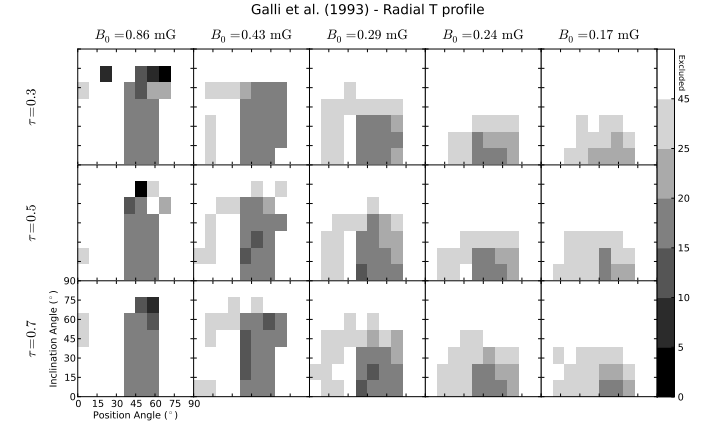 Galli et al. (1993) - Radial T profile
B0 =0.86 mG B0 =0.43 mG B0 =0.29 mG B0 =0.24 mG B0 =0.17 mG
τ=0.3
τ=0.5
τ=0.7
Excluded
45
25
20
15
10
5
0
Inclination Angle (°)
90
75
60
45
30
15
0
0 15 30 45 60 75 90
Position Angle (°)